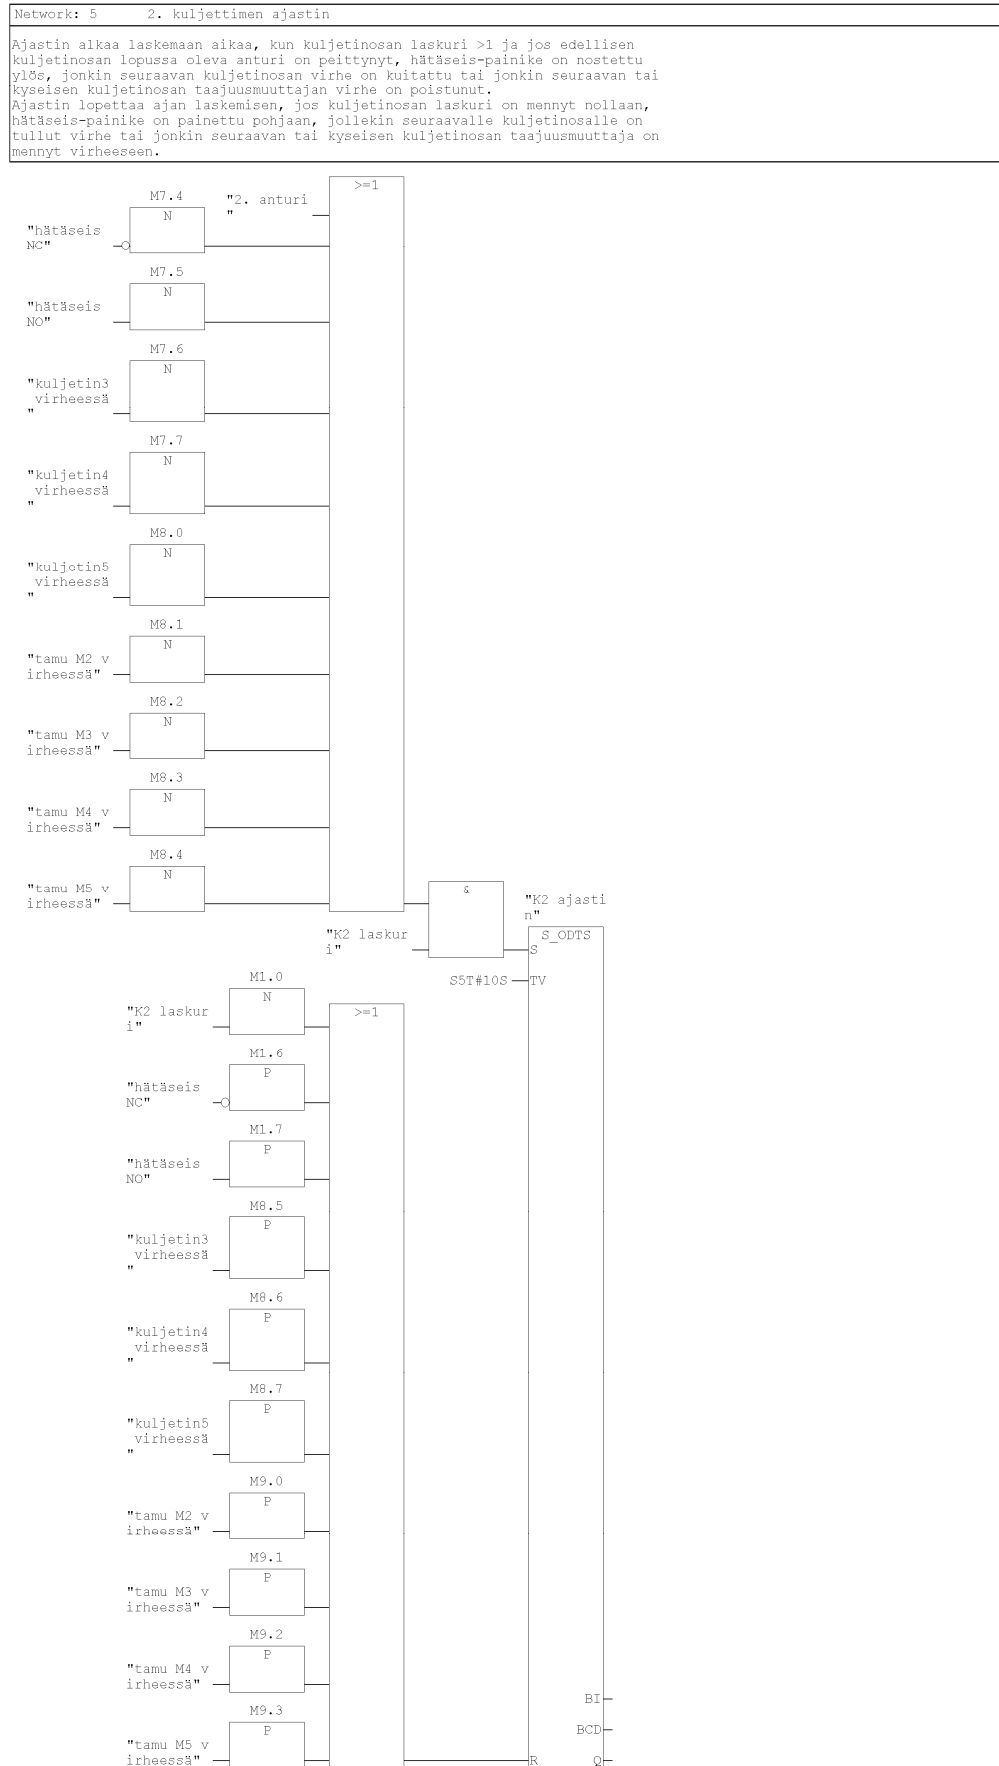 Network: 5 2. kuljettimen ajastin
Ajastin alkaa laskemaan aikaa, kun kuljetinosan laskuri >1 ja jos edellisen
kuljetinosan lopussa oleva anturi on peittynyt, hätäseis-painike on nostettu
ylös, jonkin seuraavan kuljetinosan virhe on kuitattu tai jonkin seuraavan tai
kyseisen kuljetinosan taajuusmuuttajan virhe on poistunut.
Ajastin lopettaa ajan laskemisen, jos kuljetinosan laskuri on mennyt nollaan,
hätäseis-painike on painettu pohjaan, jollekin seuraavalle kuljetinosalle on
tullut virhe tai jonkin seuraavan tai kyseisen kuljetinosan taajuusmuuttaja on
mennyt virheeseen.
>=1
M7.4
"2. anturi
"
N
"hätäseis
NC"
M7.5
N
"hätäseis
NO"
M7.6
N
"kuljetin3
virheessä
"
M7.7
N
"kuljetin4
virheessä
"
M8.0
N
"kuljetin5
virheessä
"
M8.1
N
"tamu M2 v
irheessä"
M8.2
N
"tamu M3 v
irheessä"
M8.3
N
"tamu M4 v
irheessä"
M8.4
N
"tamu M5 v
irheessä"
&
"K2 ajasti
n"
"K2 laskur
i"
S_ODTS
S
S5T#10S TV
M1.0
N
>=1
"K2 laskur
i"
M1.6
P
"hätäseis
NC"
M1.7
P
"hätäseis
NO"
M8.5
P
"kuljetin3
virheessä
"
M8.6
P
"kuljetin4
virheessä
"
M8.7
P
"kuljetin5
virheessä
"
M9.0
P
"tamu M2 v
irheessä"
M9.1
P
"tamu M3 v
irheessä"
M9.2
P
"tamu M4 v
irheessä"
BI
M9.3
P
BCD
"tamu M5 v
irheessä"
R Q